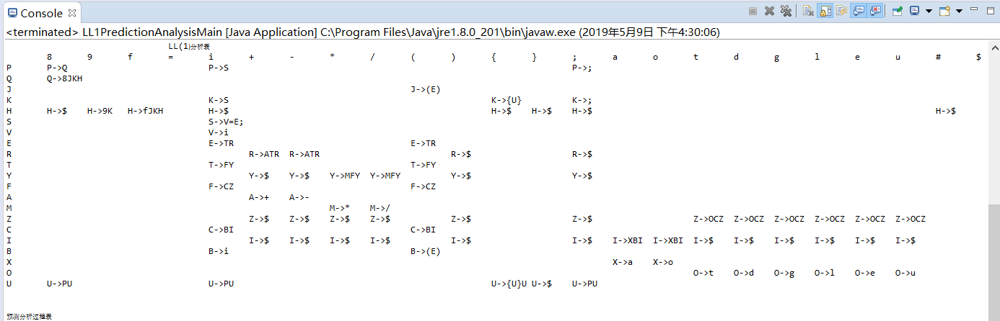 Console
<terminated> LL1PredictionAnalysisMain [Java Application] C:\Program Files\Java\jre1.8.0_201\bin\javaw.exe (2019年5月9日 下午4:30:06)
LL(1)分析表
8 9 f = i + - * / ( ) { } ; a o t d g l e u # $
P P->Q P->S P->;
Q Q->8JKH
J J->(E)
K K->S K->{U} K->;
H H->$ H->9K H->fJKH H->$ H->$ H->$ H->$ H->$
S S->V=E;
V V->i
E E->TR E->TR
R R->ATR R->ATR R->$ R->$
T T->FY T->FY
Y Y->$ Y->$ Y->MFY Y->MFY Y->$ Y->$
F F->CZ F->CZ
A A->+ A->-
M M->* M->/
Z Z->$ Z->$ Z->$ Z->$ Z->$ Z->$ Z->OCZ Z->OCZ Z->OCZ Z->OCZ Z->OCZ Z->OCZ
C C->BI C->BI
I I->$ I->$ I->$ I->$ I->$ I->$ I->XBI I->XBI I->$ I->$ I->$ I->$ I->$ I->$
B B->i B->(E)
X X->a X->o
O O->t O->d O->g O->l O->e O->u
U U->PU U->PU U->{U}U U->$ U->PU
预测分析过程表